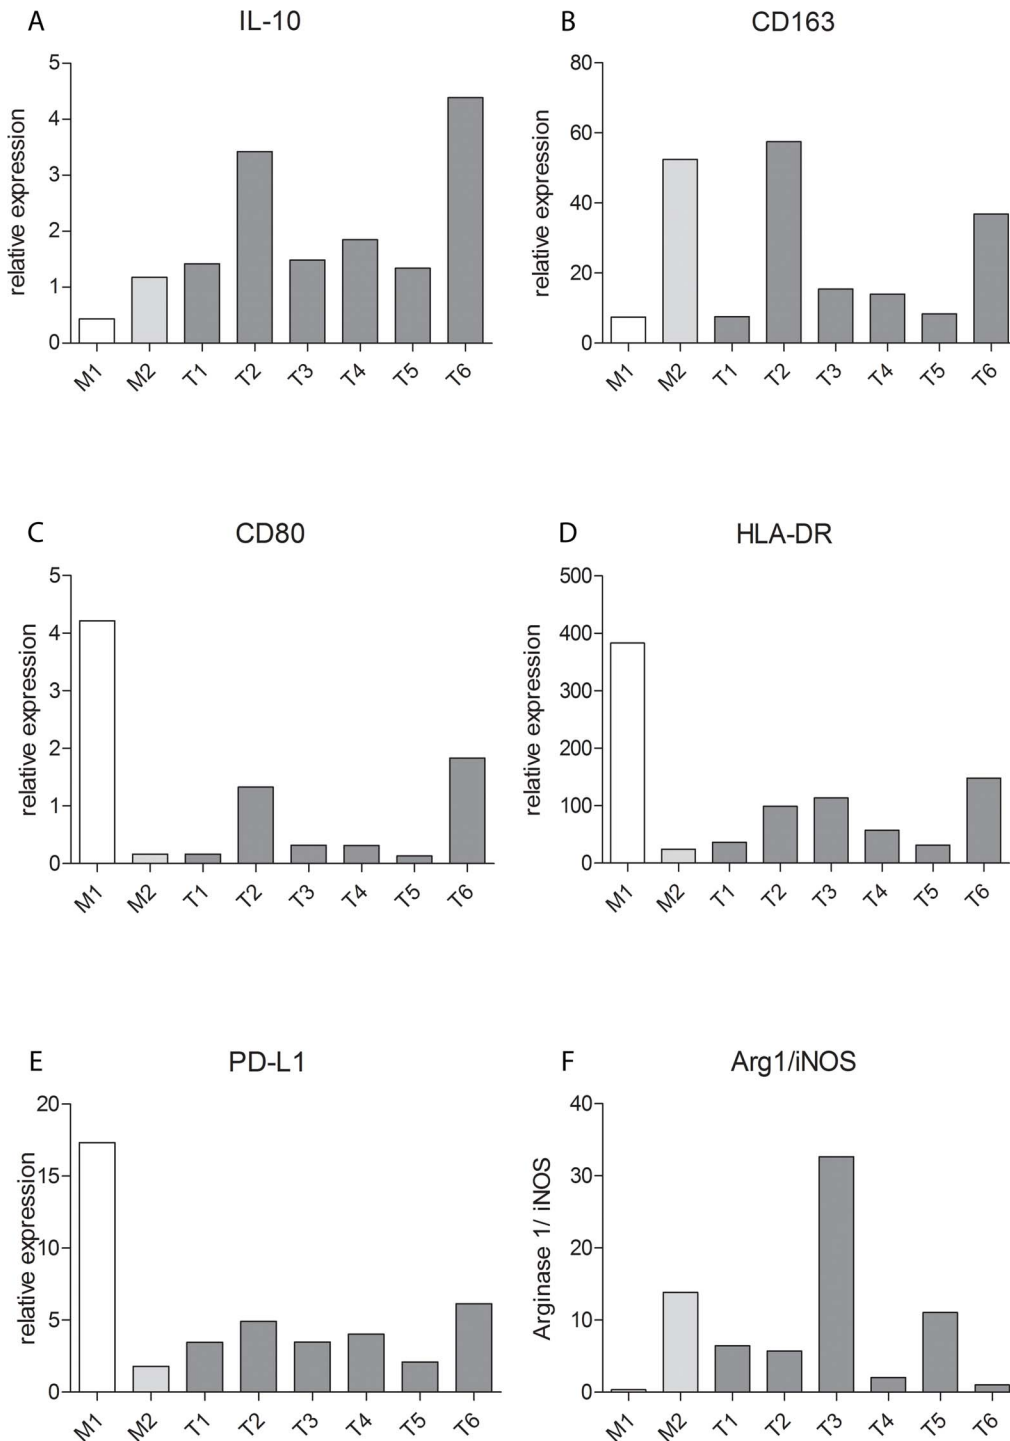 A IL-10
relative expression
5
4
3
2
1
0
M1 M2 T1 T2 T3 T4 T5 T6
B CD163
relative expression
80
60
40
20
0
M1 M2 T1 T2 T3 T4 T5 T6
C CD80
relative expression
5
4
3
2
1
0
M1 M2 T1 T2 T3 T4 T5 T6
D HLA-DR
relative expression
500
400
300
200
100
0
M1 M2 T1 T2 T3 T4 T5 T6
E PD-L1
relative expression
20
15
10
5
0
M1 M2 T1 T2 T3 T4 T5 T6
F Arg1/iNOS
Arginase 1/ iNOS
40
30
20
10
0
M1 M2 T1 T2 T3 T4 T5 T6